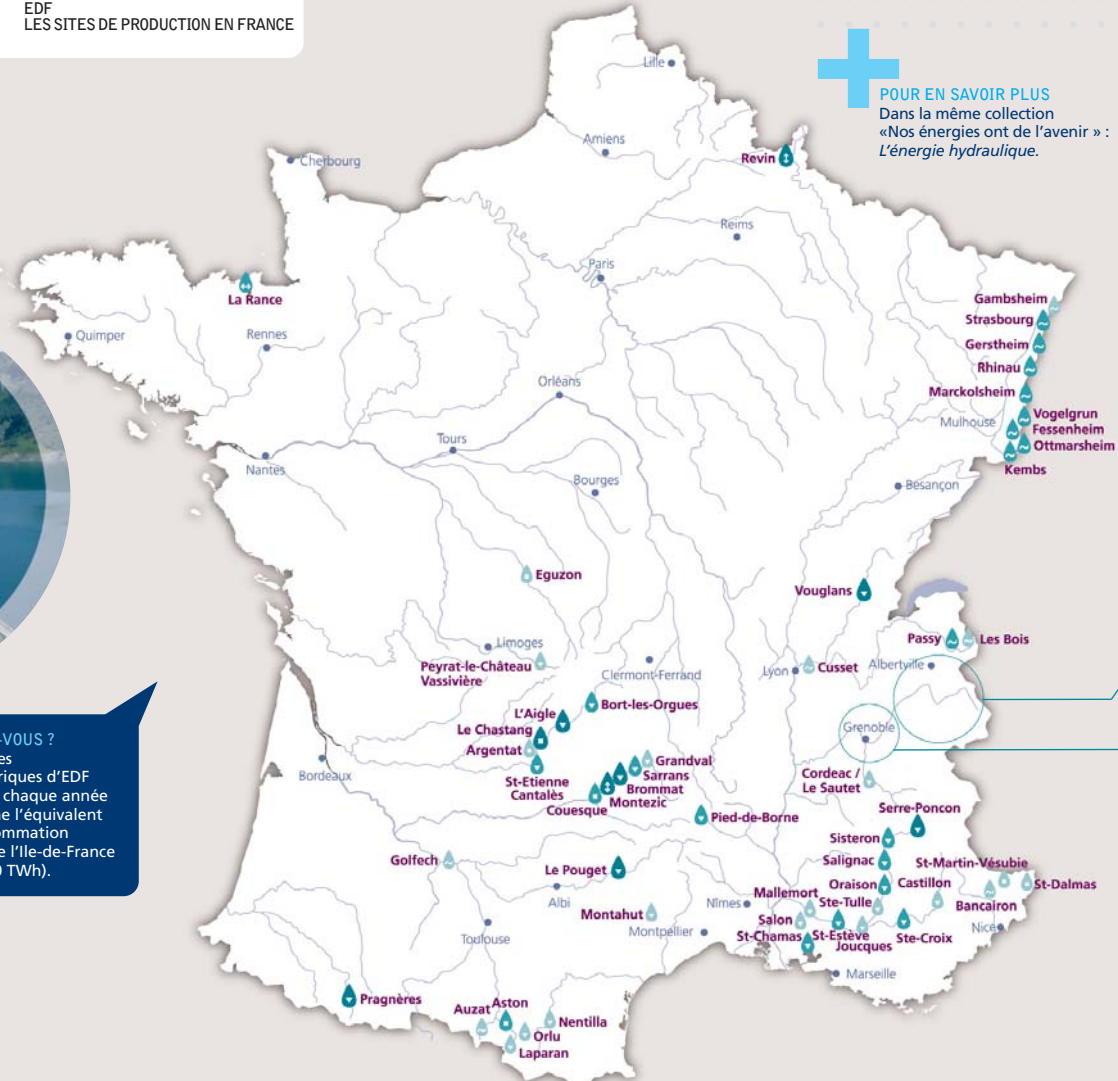 EDF
LES SITES DE PRODUCTION EN FRANCE
POUR EN SAVOIR PLUS
Dans la même collection
«Nos énergies ont de l'avenir » :
L'énergie hydraulique.
Lille
Amiens
Cherbourg
Revin
Reims
Paris
La Rance
Quimper
Rennes
Gambsheim
Strasbourg
Gerstheim
Rhinau
Marckolsheim
Vogelgrun
Mulhouse
Fessenheim
Ottmarsheim
Kembs
Orléans
Tours
Nantes
Bourges
Besançon
Eguzon
Vouglans
Limoges
Peyrat-le-Château
Vassivière
Clermont-Ferrand
Passy
Les Bois
Lyon
Cusset
Albertville
Bort-les-Orgues
L'Aigle
Le Chastang
Argentat
St-Etienne
Cantalès
Grenoble
Bordeaux
Grandval
Sarrans
Brommat
Montezic
Couesque
Cordeac /
Le Sautet
Pied-de-Borne
Serre-Poncon
Sisteron
Salignac
St-Martin-Vésubie
Golfech
Le Pouget
Oraison
Castillon
St-Dalmas
Albi
Mallemort
Ste-Tulle
Bancairon
Montahut
Nîmes
Salon
Nice
Toulouse
Montpellier
St-Chamas
St-Estève
Joucques
Ste-Croix
Marseille
Pragnères
Auzat
Aston
Nentilla
Orlu
Laparan
-VOUS ?
es
riques d'EDF
chaque année
e l'équivalent
ommation
e l'Ile-de-France
0 TWh).